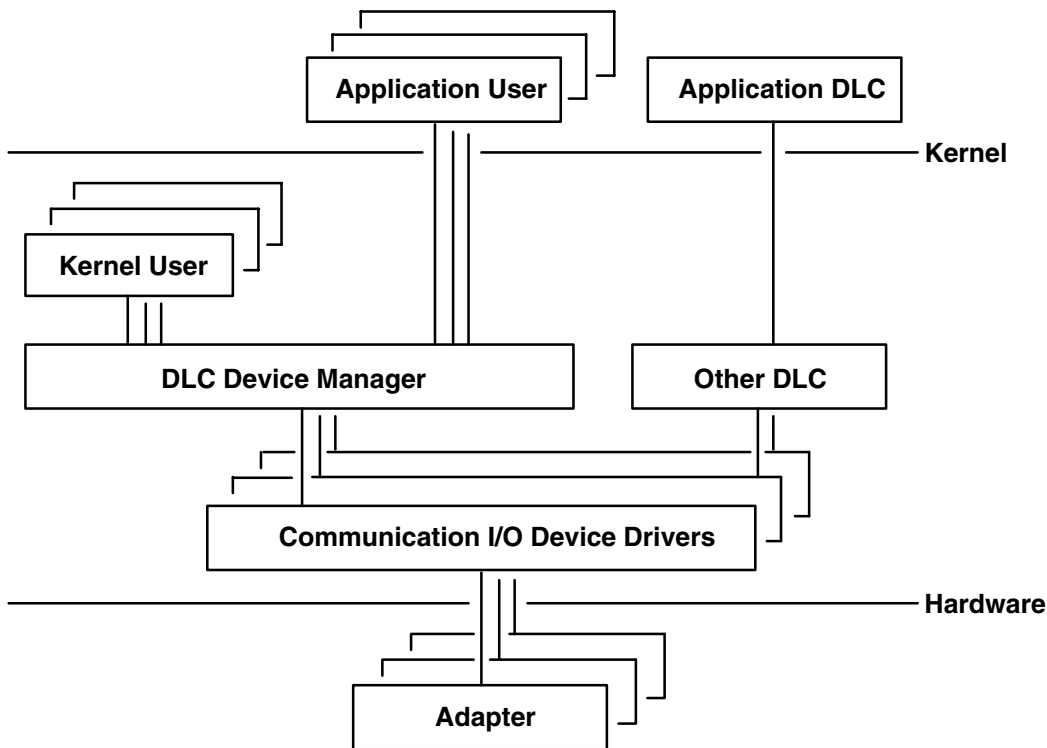 Application User
Application DLC
Kernel
Kernel User
DLC Device Manager
Other DLC
Communication I/O Device Drivers
Hardware
Adapter